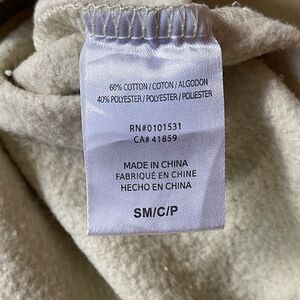 60% COTTON / COTON / ALGODON
40% POLYESTER / POLYESTER / POLIESTER
RN#0101531
CA# 41859
MADE IN CHINA
FABRIQUÉ EN CHINE
HECHO EN CHINA
SM/C/P